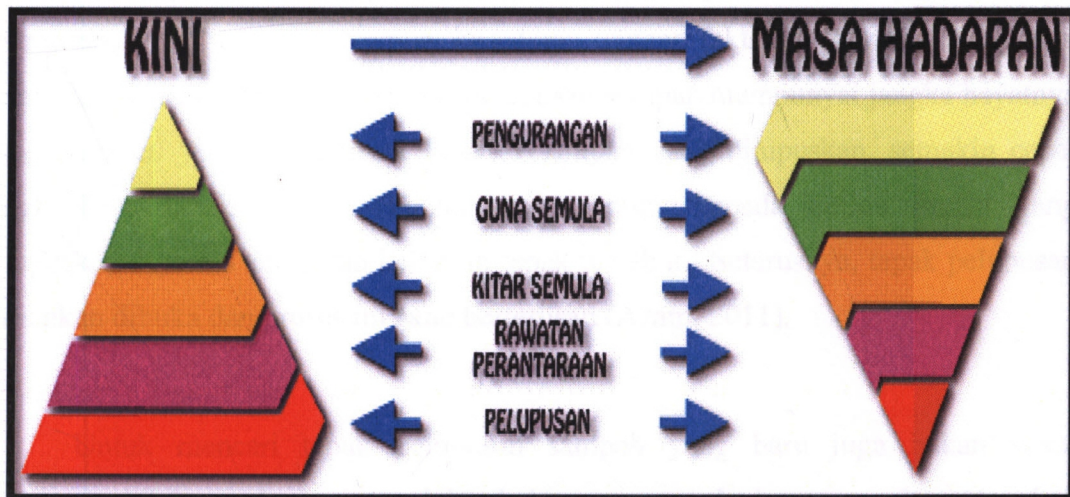 KINI
MASA HADAPAN
PENGURANGAN
GUNA SEMULA
KITAR SEMULA
RAWATAN
PERANTARAAN
PELUPUSAN